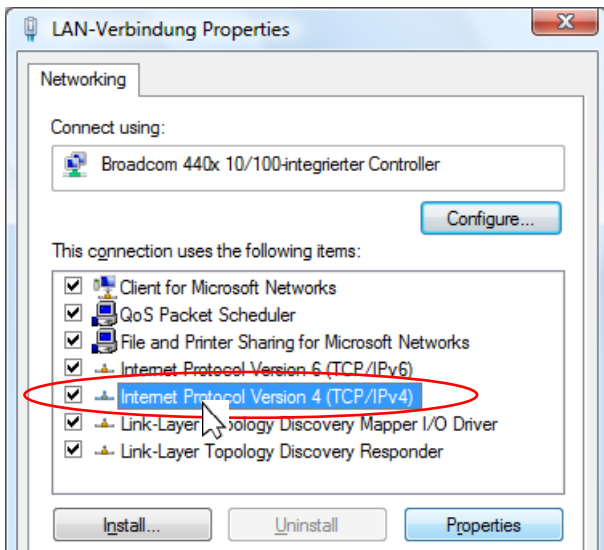 LAN-Verbindung Properties
Networking
Connect using:
Broadcom 440x 10/100-integrierter Controller
Configure...
This connection uses the following items:
Client for Microsoft Networks
QoS Packet Scheduler
File and Printer Sharing for Microsoft Networks
Internet Protocol Version 6 (TCP/IPv6)
Internet Protocol Version 4 (TCP/IPv4)
Link-Layer Topology Discovery Mapper I/O Driver
Link-Layer Topology Discovery Responder
Install...
Uninstall
Properties